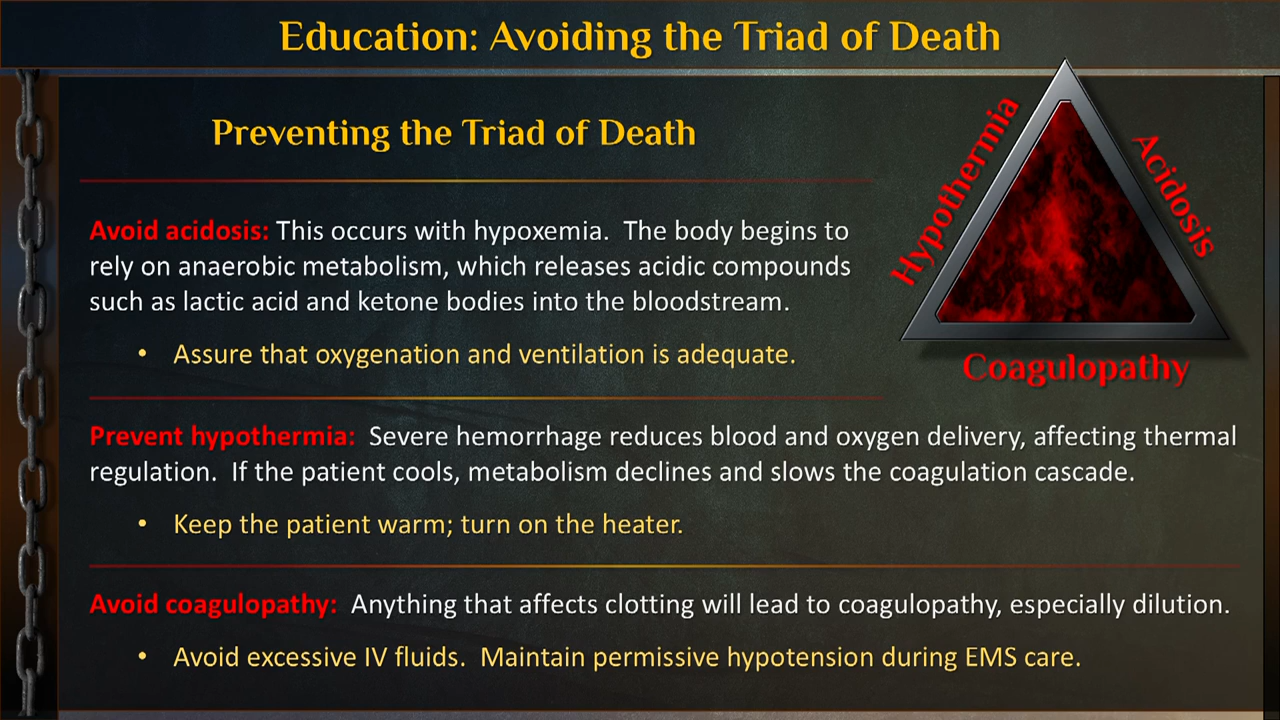 Education: Avoiding the Triad of Death
Preventing the Triad of Death
Hypothermia
Acidosis
Coagulopathy
Avoid acidosis: This occurs with hypoxemia.  The body begins to
rely on anaerobic metabolism, which releases acidic compounds
such as lactic acid and ketone bodies into the bloodstream.
• Assure that oxygenation and ventilation is adequate.
Prevent hypothermia:  Severe hemorrhage reduces blood and oxygen delivery, affecting thermal
regulation.  If the patient cools, metabolism declines and slows the coagulation cascade.
• Keep the patient warm; turn on the heater.
Avoid coagulopathy:  Anything that affects clotting will lead to coagulopathy, especially dilution.
• Avoid excessive IV fluids.  Maintain permissive hypotension during EMS care.